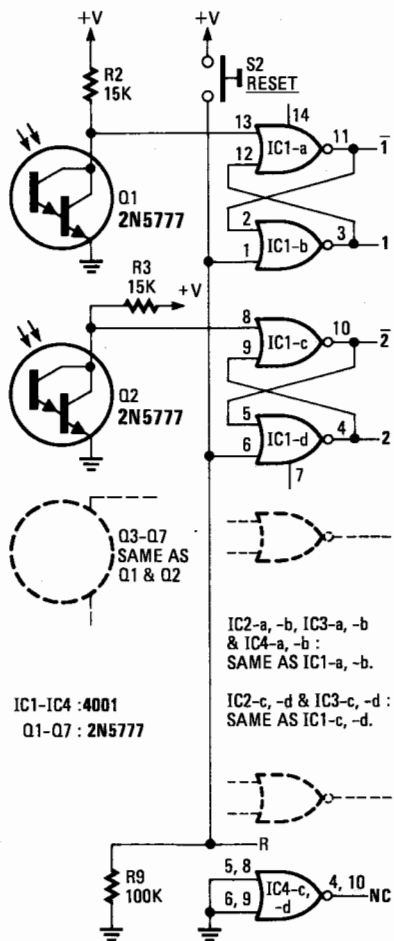 +V
+V
R2
15K
S2
RESET
14
13
12
IC1-a
11
1̅
Q1
2N5777
2
1
IC1-b
3
1
R3
15K
+V
8
9
IC1-c
10
2̅
Q2
2N5777
5
6
IC1-d
4
2
7
Q3-Q7
SAME AS
Q1 & Q2
IC2-a, -b, IC3-a, -b
& IC4-a, -b :
SAME AS IC1-a, -b.
IC1-IC4 :4001
Q1-Q7 : 2N5777
IC2-c, -d & IC3-c, -d :
SAME AS IC1-c, -d.
R
R9
100K
5, 8
6, 9
IC4-c,
-d
4, 10
NC